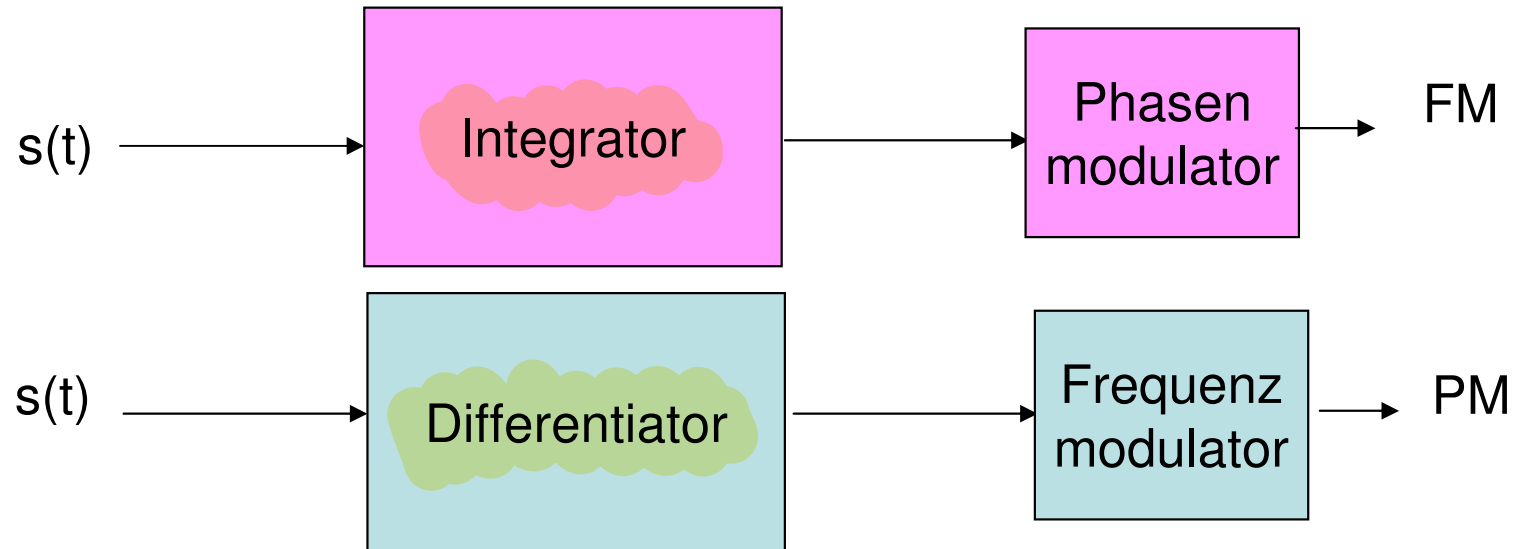 s(t)
Integrator
Phasen
modulator
FM
s(t)
Differentiator
Frequenz
modulator
PM